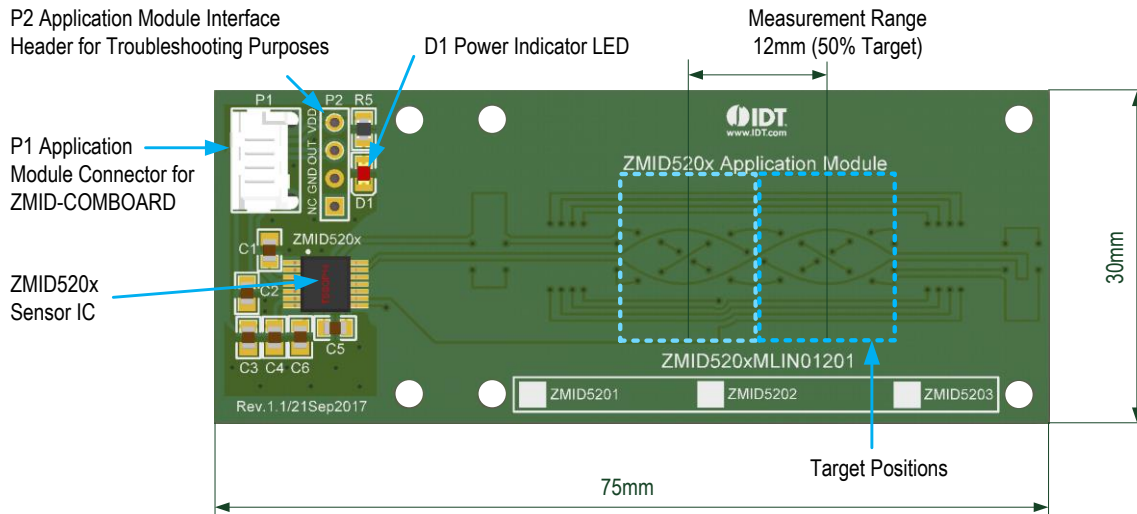 P2 Application Module Interface
Header for Troubleshooting Purposes
D1 Power Indicator LED
Measurement Range
12mm (50% Target)
P1 Application
Module Connector for
ZMID-COMBOARD
ZMID520x
Sensor IC
P1
P2
R5
VDD
OUT
GND
NC
D1
IDT
www.IDT.com
ZMID520x Application Module
ZMID520x
C1
C2
C3
C4
C6
C5
ZMID520xMLIN01201
ZMID5201
ZMID5202
ZMID5203
Rev.1.1/21Sep2017
30mm
Target Positions
75mm